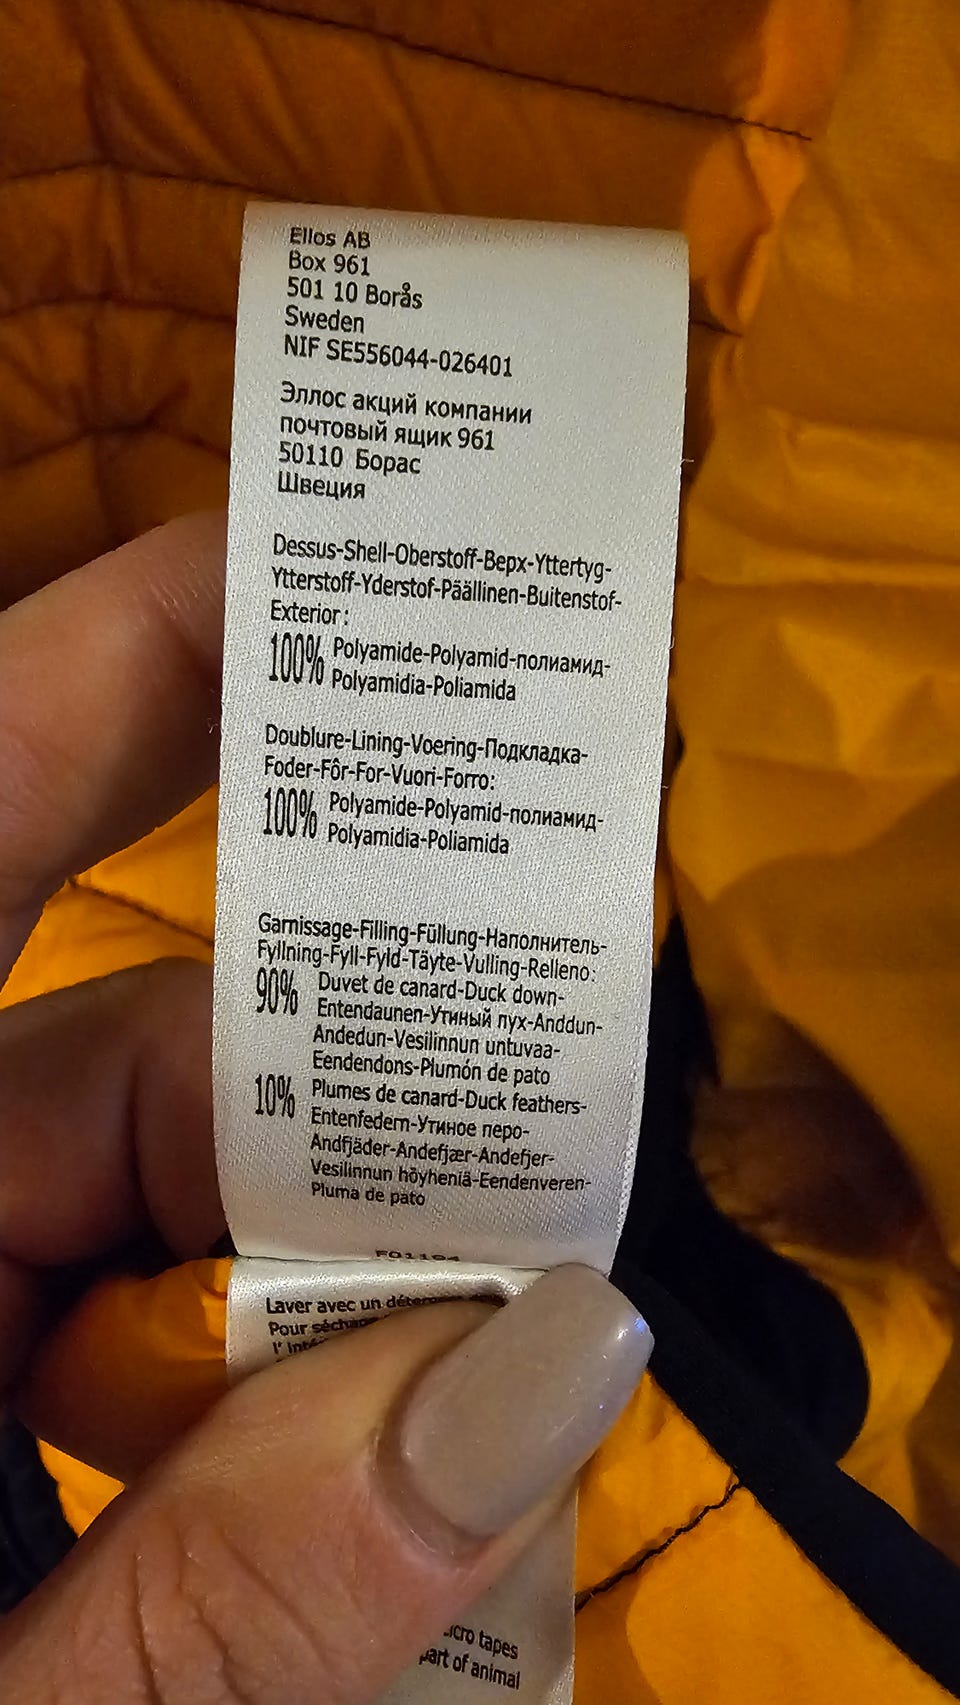 Ellos AB
Box 961
501 10 Borås
Sweden
NIF SE556044-026401
Эллос акций компании
почтовый ящик 961
50110 Борас
Швеция
Dessus-Shell-Oberstoff-Верх-Yttertyg-
Ytterstoff-Yderstof-Päällinen-Buitenstof-
Exterior:
100% Polyamide-Polyamid-полиамид-
Polyamidia-Poliamida
Doublure-Lining-Voering-Подкладка-
Foder-Fôr-For-Vuori-Forro:
100% Polyamide-Polyamid-полиамид-
Polyamidia-Poliamida
Garnissage-Filling-Füllung-Наполнитель-
Fyllning-Fyll-Fyld-Täyte-Vulling-Relleno:
90% Duvet de canard-Duck down-
Entendaunen-Утиный пух-Anddun-
Andedun-Vesilinnun untuvaa-
Eendendons-Plumón de pato
10% Plumes de canard-Duck feathers-
Entenfedern-Утиное перо-
Andfjäder-Andefjær-Andefjer-
Vesilinnun höyheniä-Eendenveren-
Pluma de pato
Laver avec un
Pour
l'
tapes
part of animal